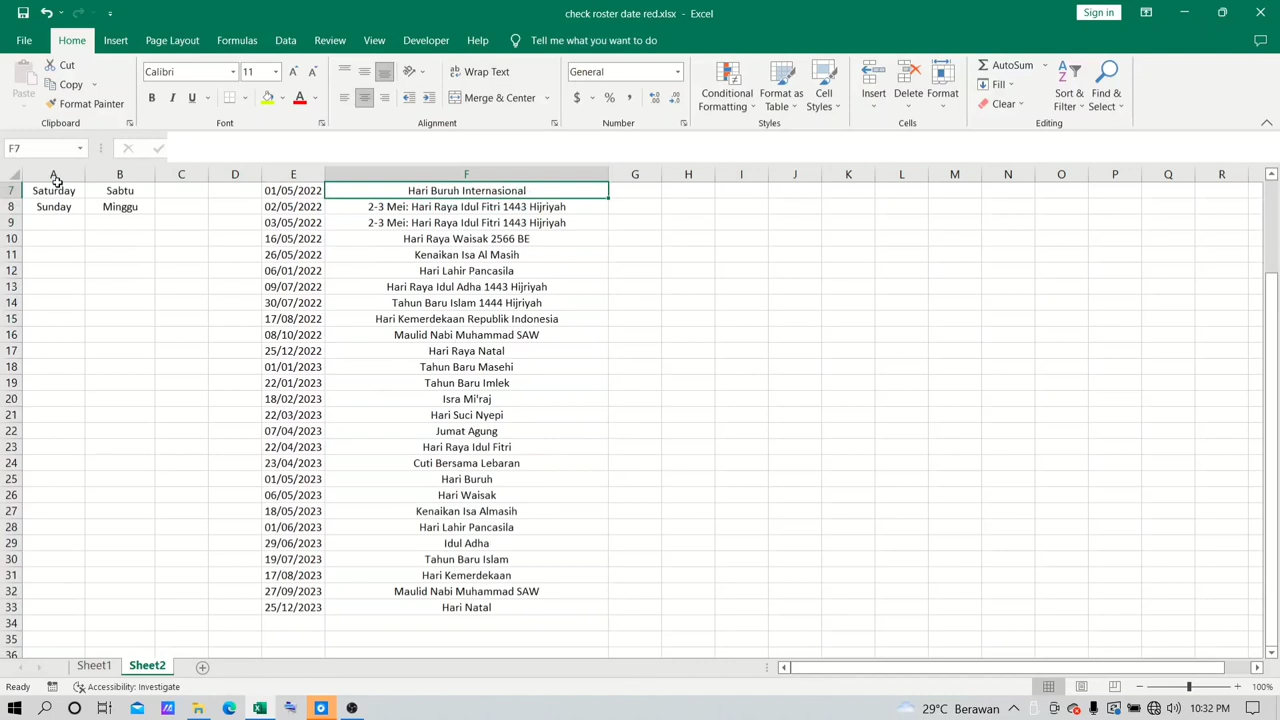 check roster date red.xlsx - Excel
Sign in
File Home Insert Page Layout Formulas Data Review View Developer Help Tell me what you want to do
Paste Cut Copy Format Painter Clipboard
Calibri 11 Font
Wrap Text Merge & Center Alignment
General Number
Conditional Formatting Format as Table Cell Styles Styles
Insert Delete Format Cells
AutoSum Fill Clear Sort & Filter Find & Select Editing
F7
A B C D E F G H I J K L M N O P Q R
7 Saturday Sabtu 01/05/2022 Hari Buruh Internasional
8 Sunday Minggu 02/05/2022 2-3 Mei: Hari Raya Idul Fitri 1443 Hijriyah
9 03/05/2022 2-3 Mei: Hari Raya Idul Fitri 1443 Hijriyah
10 16/05/2022 Hari Raya Waisak 2566 BE
11 26/05/2022 Kenaikan Isa Al Masih
12 06/01/2022 Hari Lahir Pancasila
13 09/07/2022 Hari Raya Idul Adha 1443 Hijriyah
14 30/07/2022 Tahun Baru Islam 1444 Hijriyah
15 17/08/2022 Hari Kemerdekaan Republik Indonesia
16 08/10/2022 Maulid Nabi Muhammad SAW
17 25/12/2022 Hari Raya Natal
18 01/01/2023 Tahun Baru Masehi
19 22/01/2023 Tahun Baru Imlek
20 18/02/2023 Isra Mi'raj
21 22/03/2023 Hari Suci Nyepi
22 07/04/2023 Jumat Agung
23 22/04/2023 Hari Raya Idul Fitri
24 23/04/2023 Cuti Bersama Lebaran
25 01/05/2023 Hari Buruh
26 06/05/2023 Hari Waisak
27 18/05/2023 Kenaikan Isa Almasih
28 01/06/2023 Hari Lahir Pancasila
29 29/06/2023 Idul Adha
30 19/07/2023 Tahun Baru Islam
31 17/08/2023 Hari Kemerdekaan
32 27/09/2023 Maulid Nabi Muhammad SAW
33 25/12/2023 Hari Natal
34
35
36
Sheet1 Sheet2
Ready Accessibility: Investigate 100%
29°C Berawan 10:32 PM